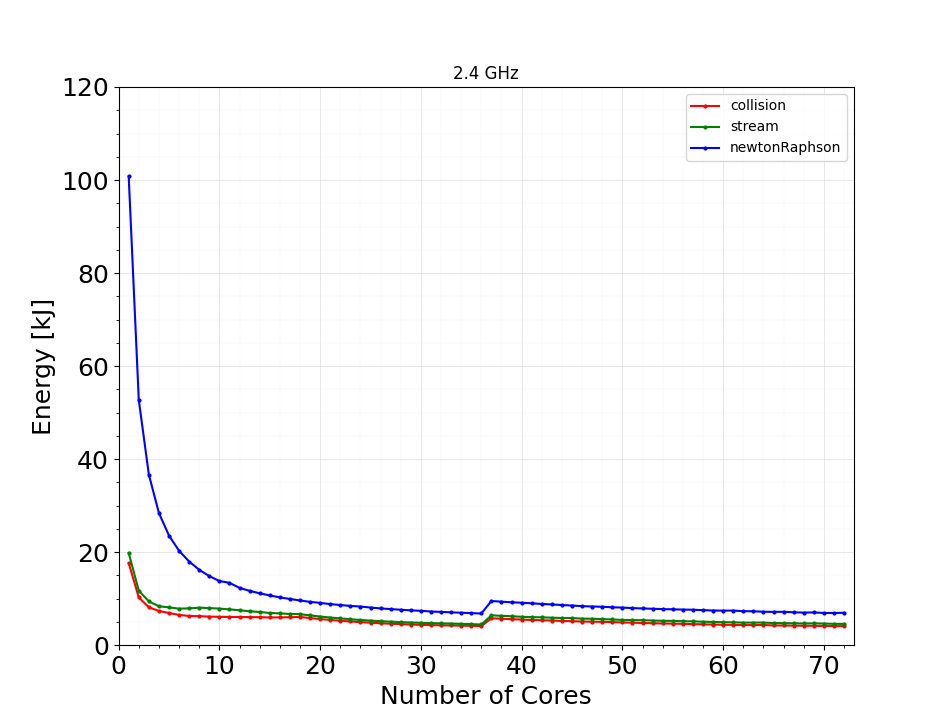 2.4 GHz
120
100
80
60
40
20
0
Energy [kJ]
collision
stream
newtonRaphson
0 10 20 30 40 50 60 70
Number of Cores